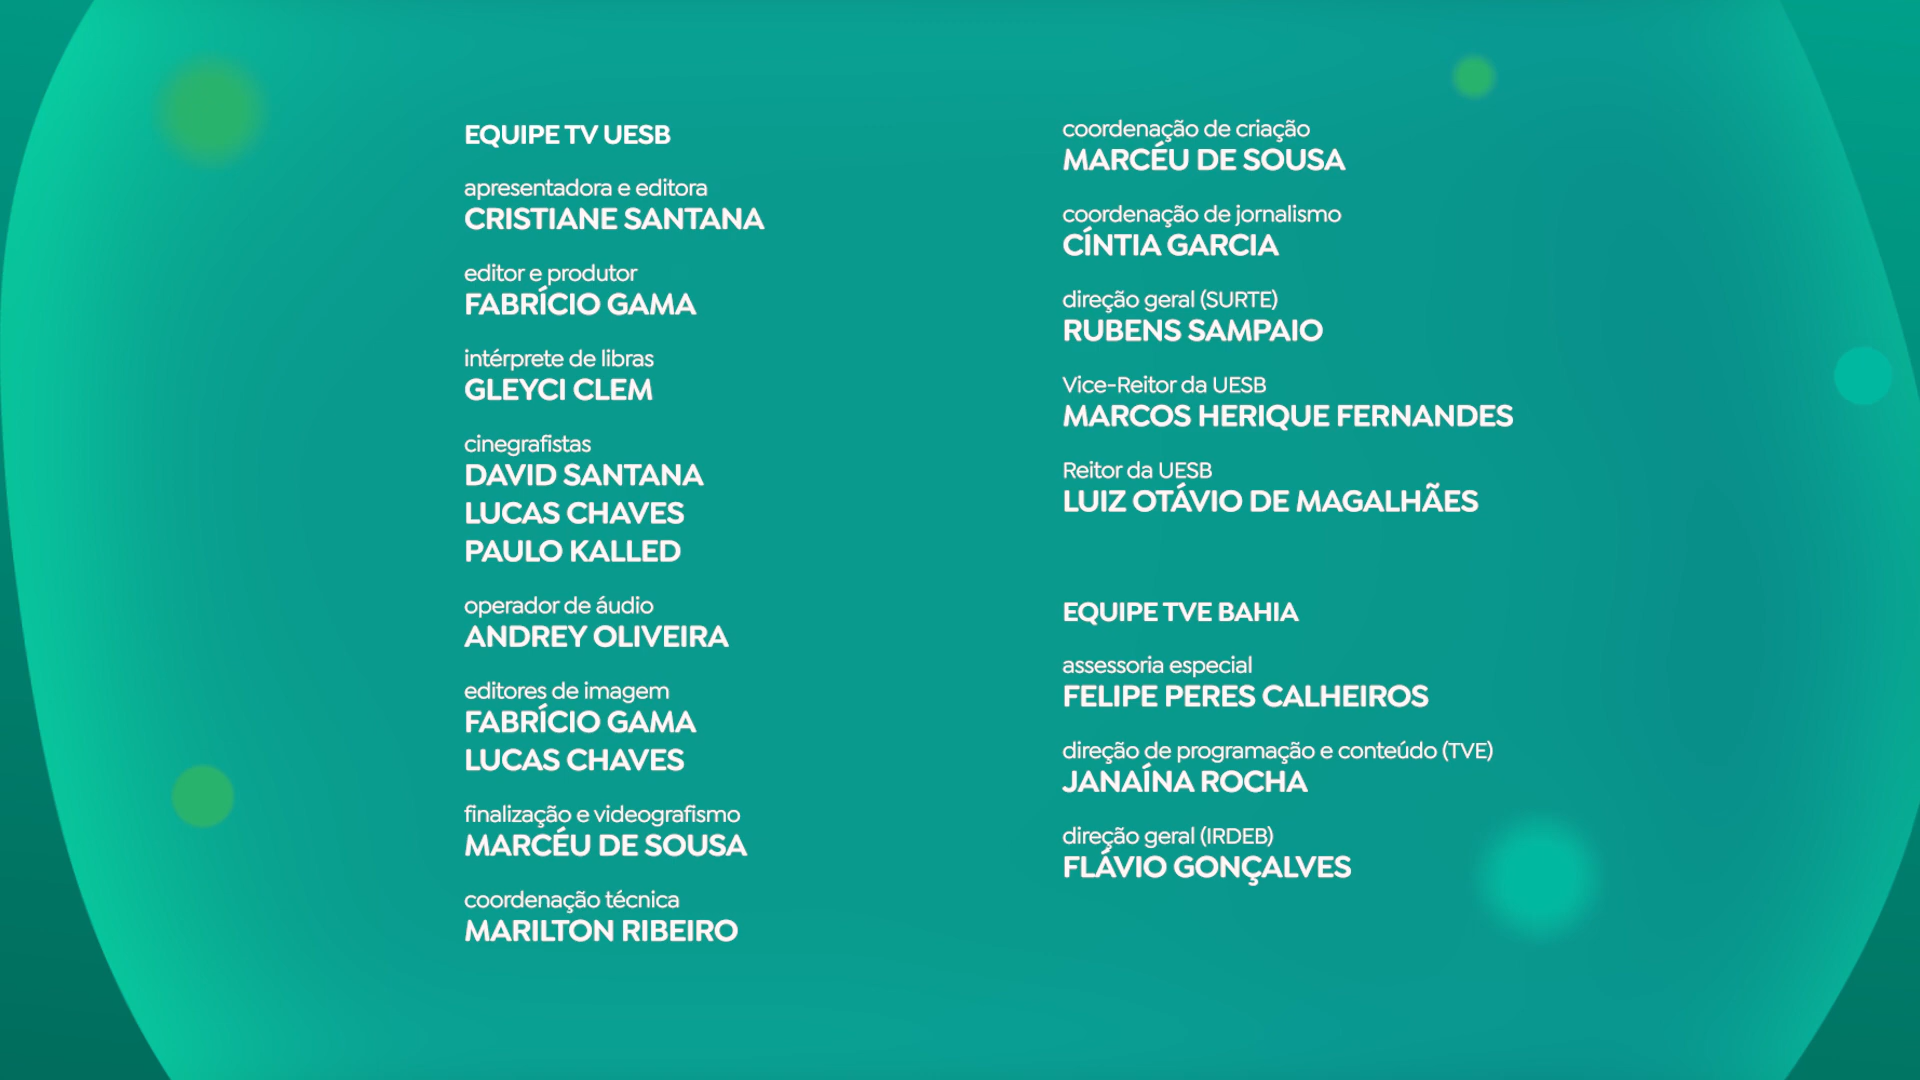 EQUIPE TV UESB
apresentadora e editora
CRISTIANE SANTANA
editor e produtor
FABRÍCIO GAMA
intérprete de libras
GLEYCI CLEM
cinegrafistas
DAVID SANTANA
LUCAS CHAVES
PAULO KALLED
operador de áudio
ANDREY OLIVEIRA
editores de imagem
FABRÍCIO GAMA
LUCAS CHAVES
finalização e videografismo
MARCÉU DE SOUSA
coordenação técnica
MARILTON RIBEIRO
coordenação de criação
MARCÉU DE SOUSA
coordenação de jornalismo
CÍNTIA GARCIA
direção geral (SURTE)
RUBENS SAMPAIO
Vice-Reitor da UESB
MARCOS HERIQUE FERNANDES
Reitor da UESB
LUIZ OTÁVIO DE MAGALHÃES
EQUIPE TVE BAHIA
assessoria especial
FELIPE PERES CALHEIROS
direção de programação e conteúdo (TVE)
JANAÍNA ROCHA
direção geral (IRDEB)
FLÁVIO GONÇALVES